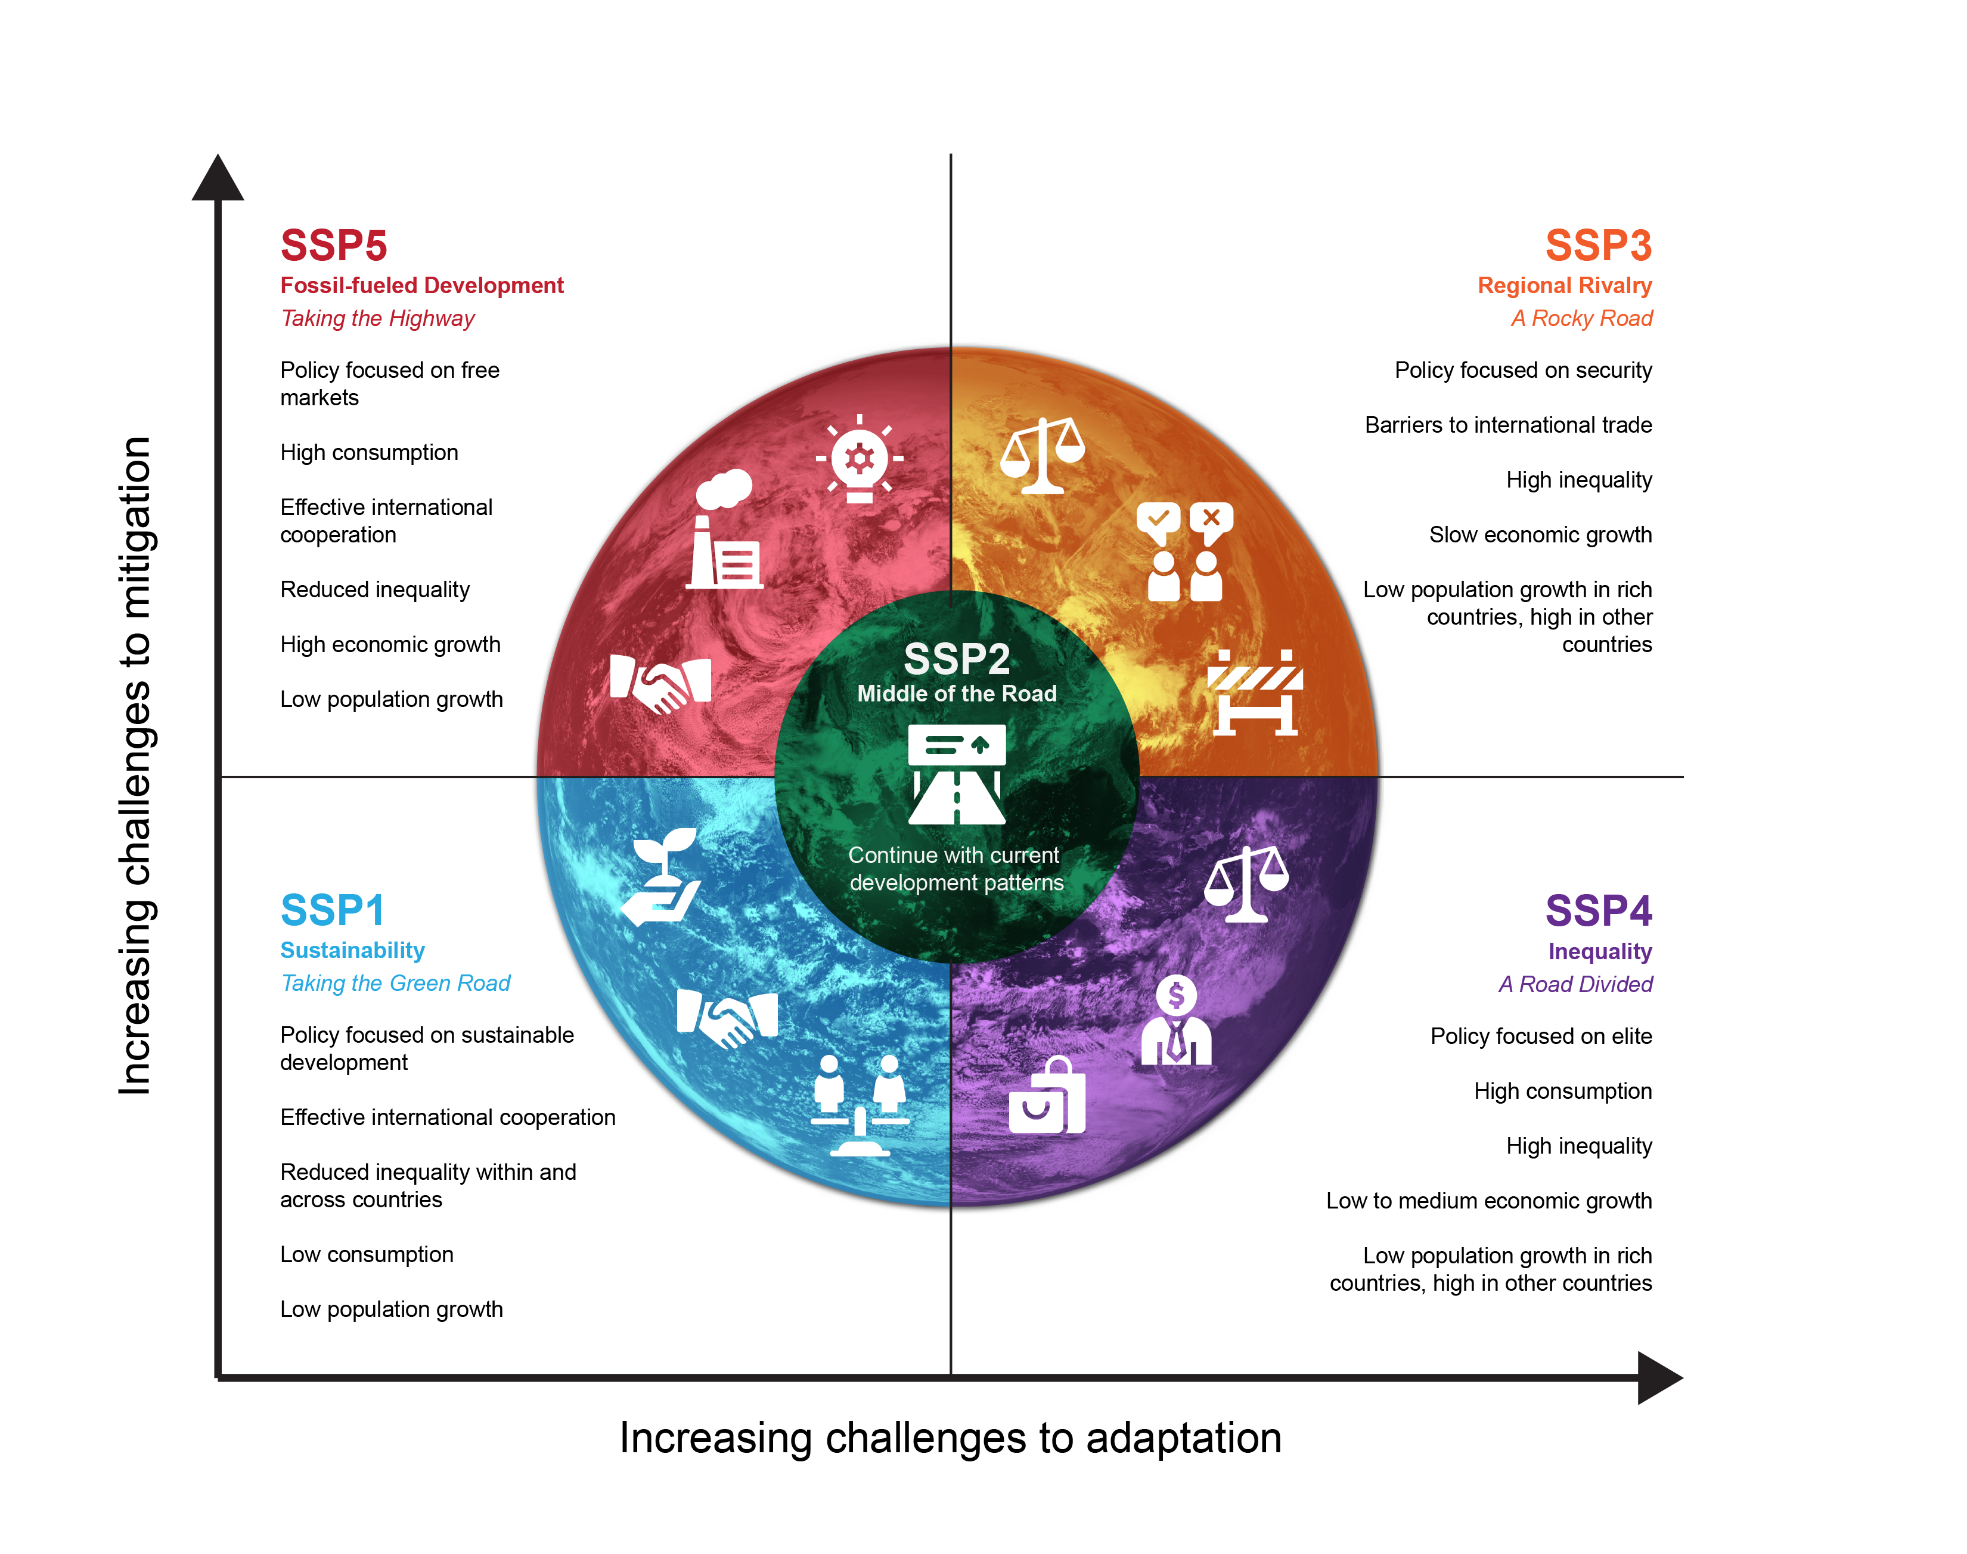 SSP5
Fossil-fueled Development
Taking the Highway
Policy focused on free
markets
High consumption
Effective international
cooperation
Reduced inequality
High economic growth
Low population growth
SSP3
Regional Rivalry
A Rocky Road
Policy focused on security
Barriers to international trade
High inequality
Slow economic growth
Low population growth in rich
countries, high in other
countries
SSP2
Middle of the Road
Continue with current
development patterns
SSP1
Sustainability
Taking the Green Road
Policy focused on sustainable
development
Effective international cooperation
Reduced inequality within and
across countries
Low consumption
Low population growth
$
SSP4
Inequality
A Road Divided
Policy focused on elite
High consumption
High inequality
Low to medium economic growth
Low population growth in rich
countries, high in other countries
Increasing challenges to mitigation
Increasing challenges to adaptation